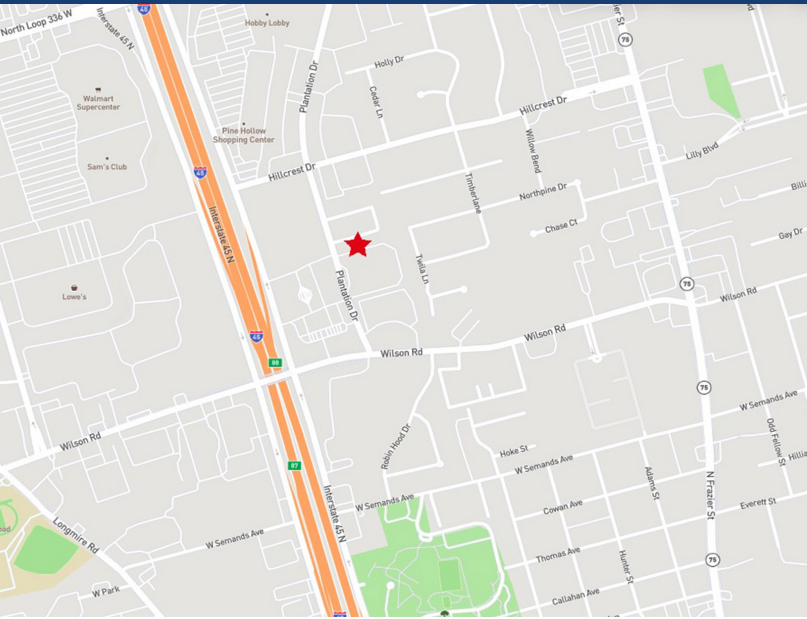 North Loop 336 W
Interstate 45 N
45
Hobby Lobby
Plantation Dr
Holly Dr
Cedar Ln
75
Hillcrest Dr
Walmart
Supercenter
Pine Hollow
Shopping Center
Willow Bend
Lilly Blvd
Sam's Club
45
Hillcrest Dr
Timberlane
Northpine Dr
Chase Ct
Gay Dr
Interstate 45 N
Twila Ln
Plantation Dr
75
Wilson Rd
Lowe's
45
88
Wilson Rd
Wilson Rd
75
W Semands Ave
Wilson Rd
Robin Hood Dr
Odd Fellow St
Hoke St
W Semands Ave
87
Adams St
N Frazier St
Interstate 45 N
W Semands Ave
Cowan Ave
Everett St
Longmire Rd
W Semands Ave
Thomas Ave
Hunter St
75
W Park
Callahan Ave